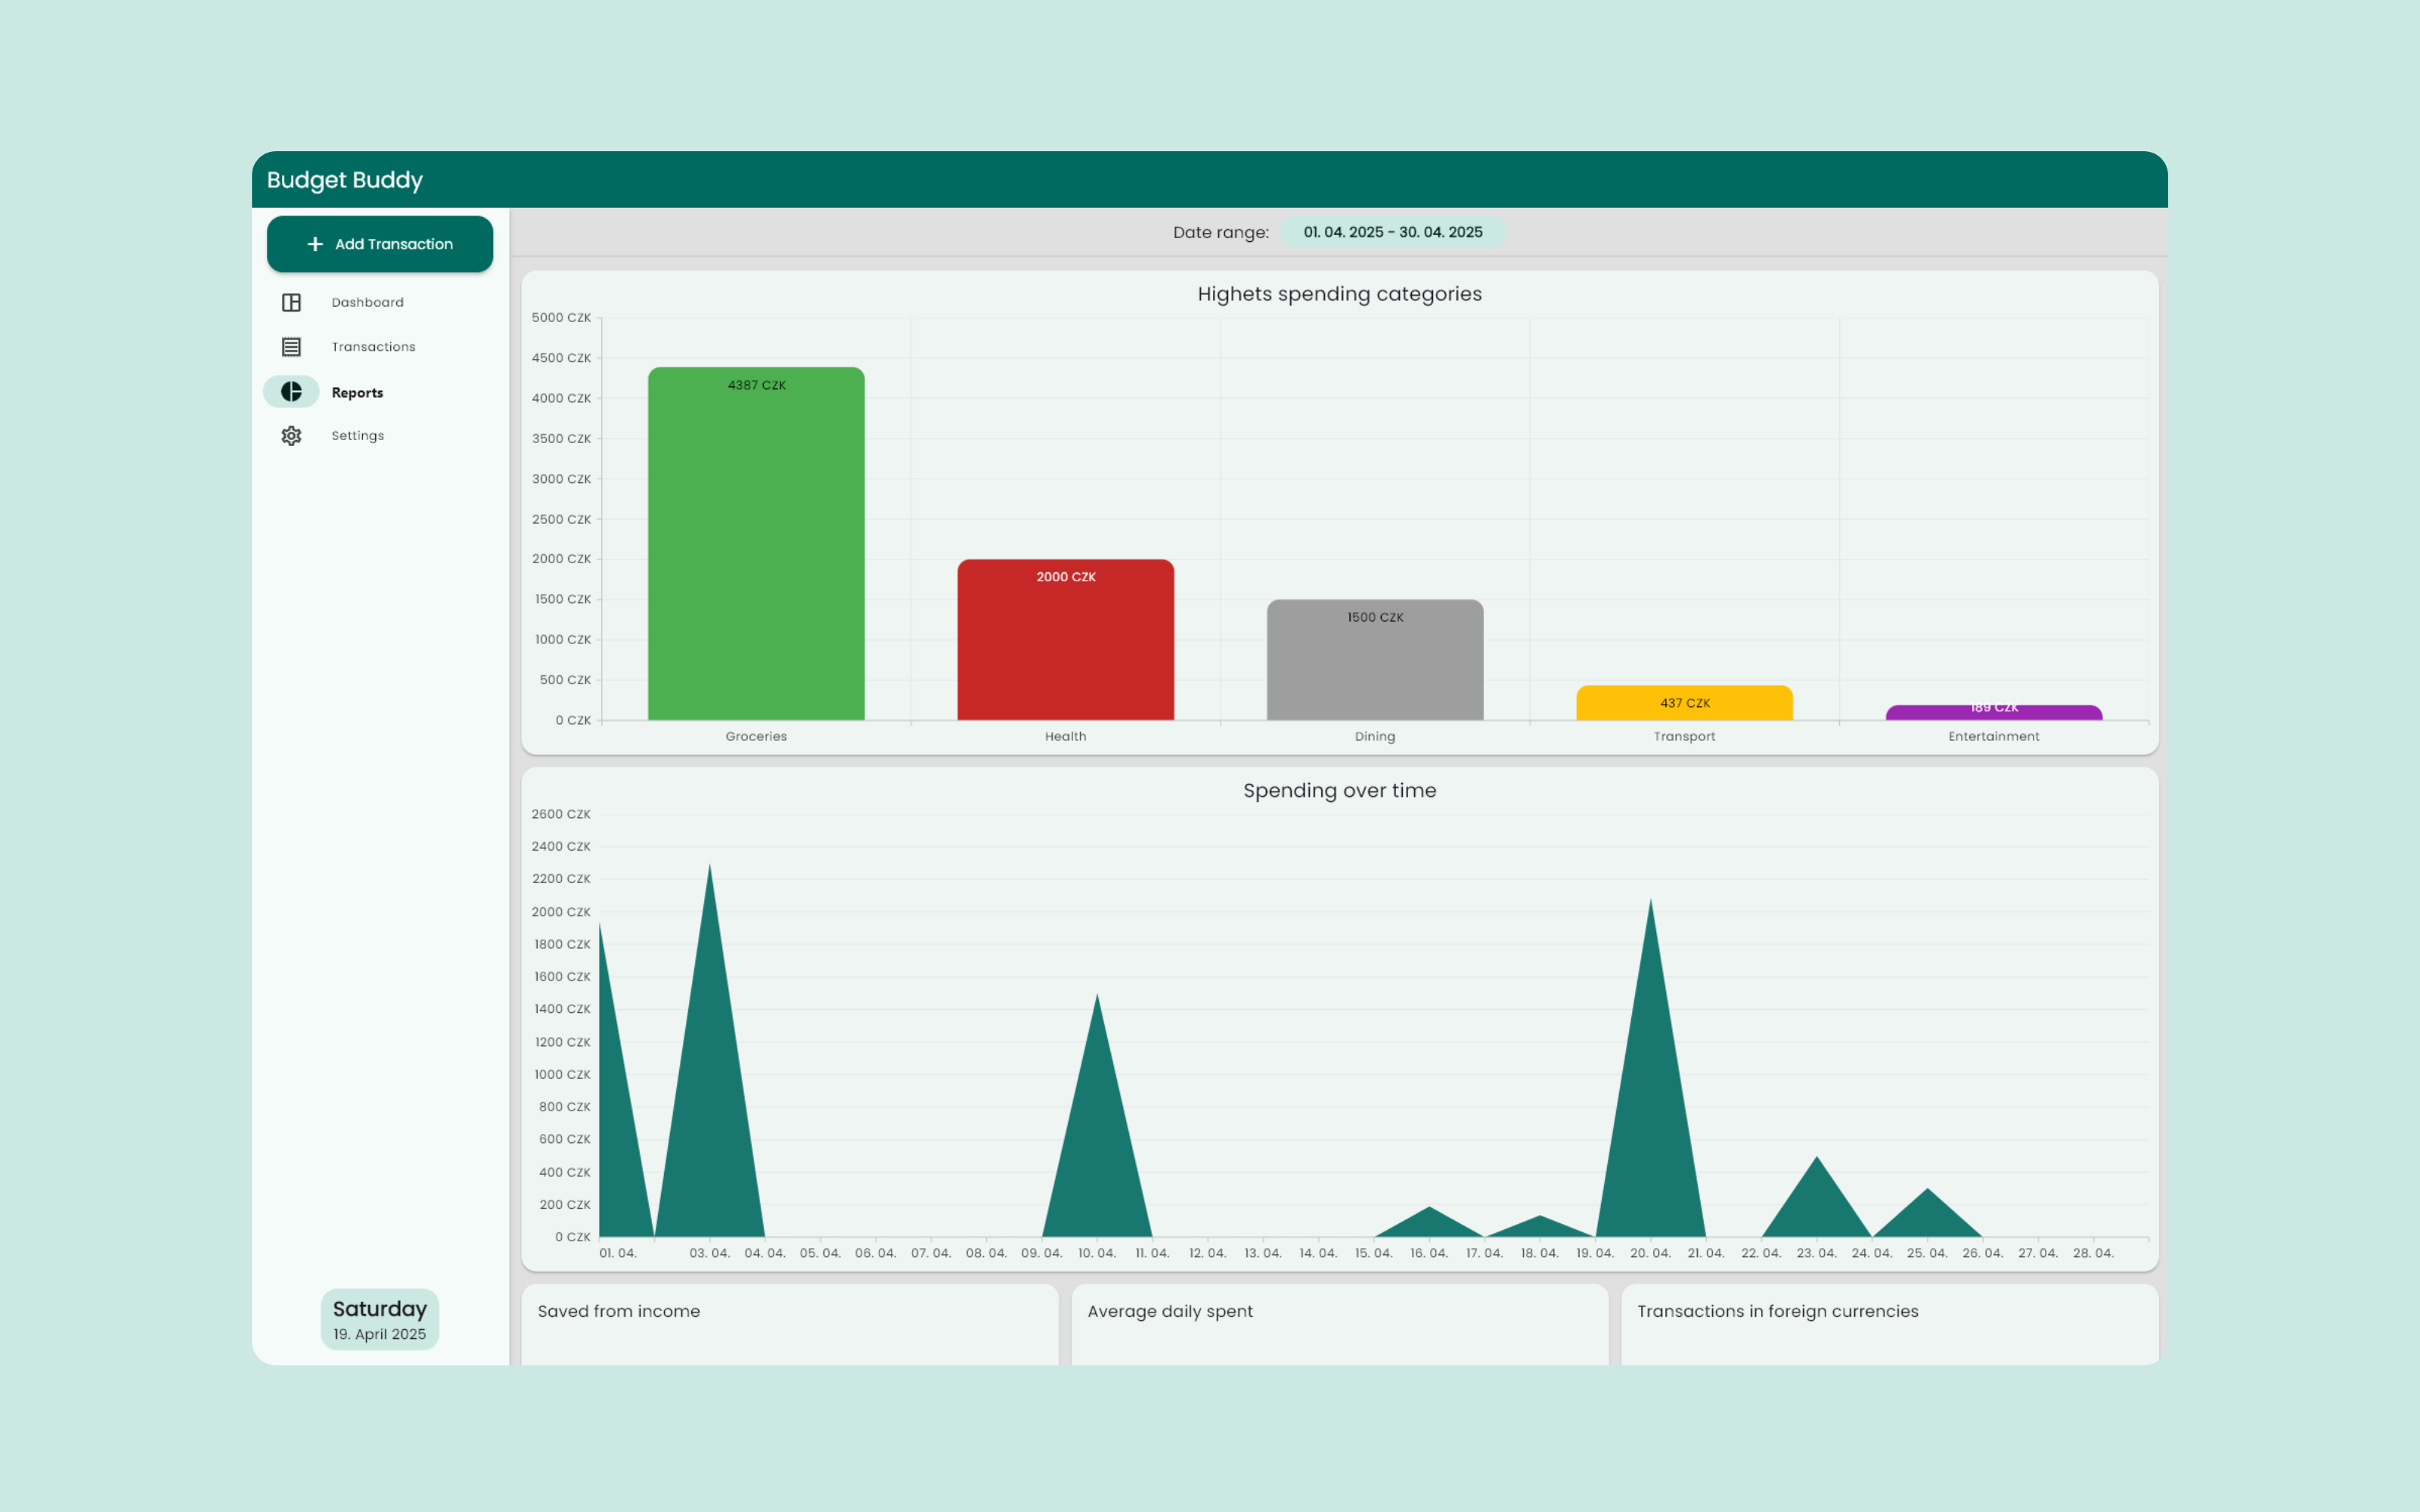 Budget Buddy
+ Add Transaction
Dashboard
Transactions
Reports
Settings
Saturday
19. April 2025
Date range: 01. 04. 2025 - 30. 04. 2025
Highets spending categories
5000 CZK
4500 CZK
4000 CZK
3500 CZK
3000 CZK
2500 CZK
2000 CZK
1500 CZK
1000 CZK
500 CZK
0 CZK
4387 CZK
2000 CZK
1500 CZK
437 CZK
189 CZK
Groceries Health Dining Transport Entertainment
Spending over time
2600 CZK
2400 CZK
2200 CZK
2000 CZK
1800 CZK
1600 CZK
1400 CZK
1200 CZK
1000 CZK
800 CZK
600 CZK
400 CZK
200 CZK
0 CZK
01. 04. 03. 04. 04. 04. 05. 04. 06. 04. 07. 04. 08. 04. 09. 04. 10. 04. 11. 04. 12. 04. 13. 04. 14. 04. 15. 04. 16. 04. 17. 04. 18. 04. 19. 04. 20. 04. 21. 04. 22. 04. 23. 04. 24. 04. 25. 04. 26. 04. 27. 04. 28. 04.
Saved from income
Average daily spent
Transactions in foreign currencies